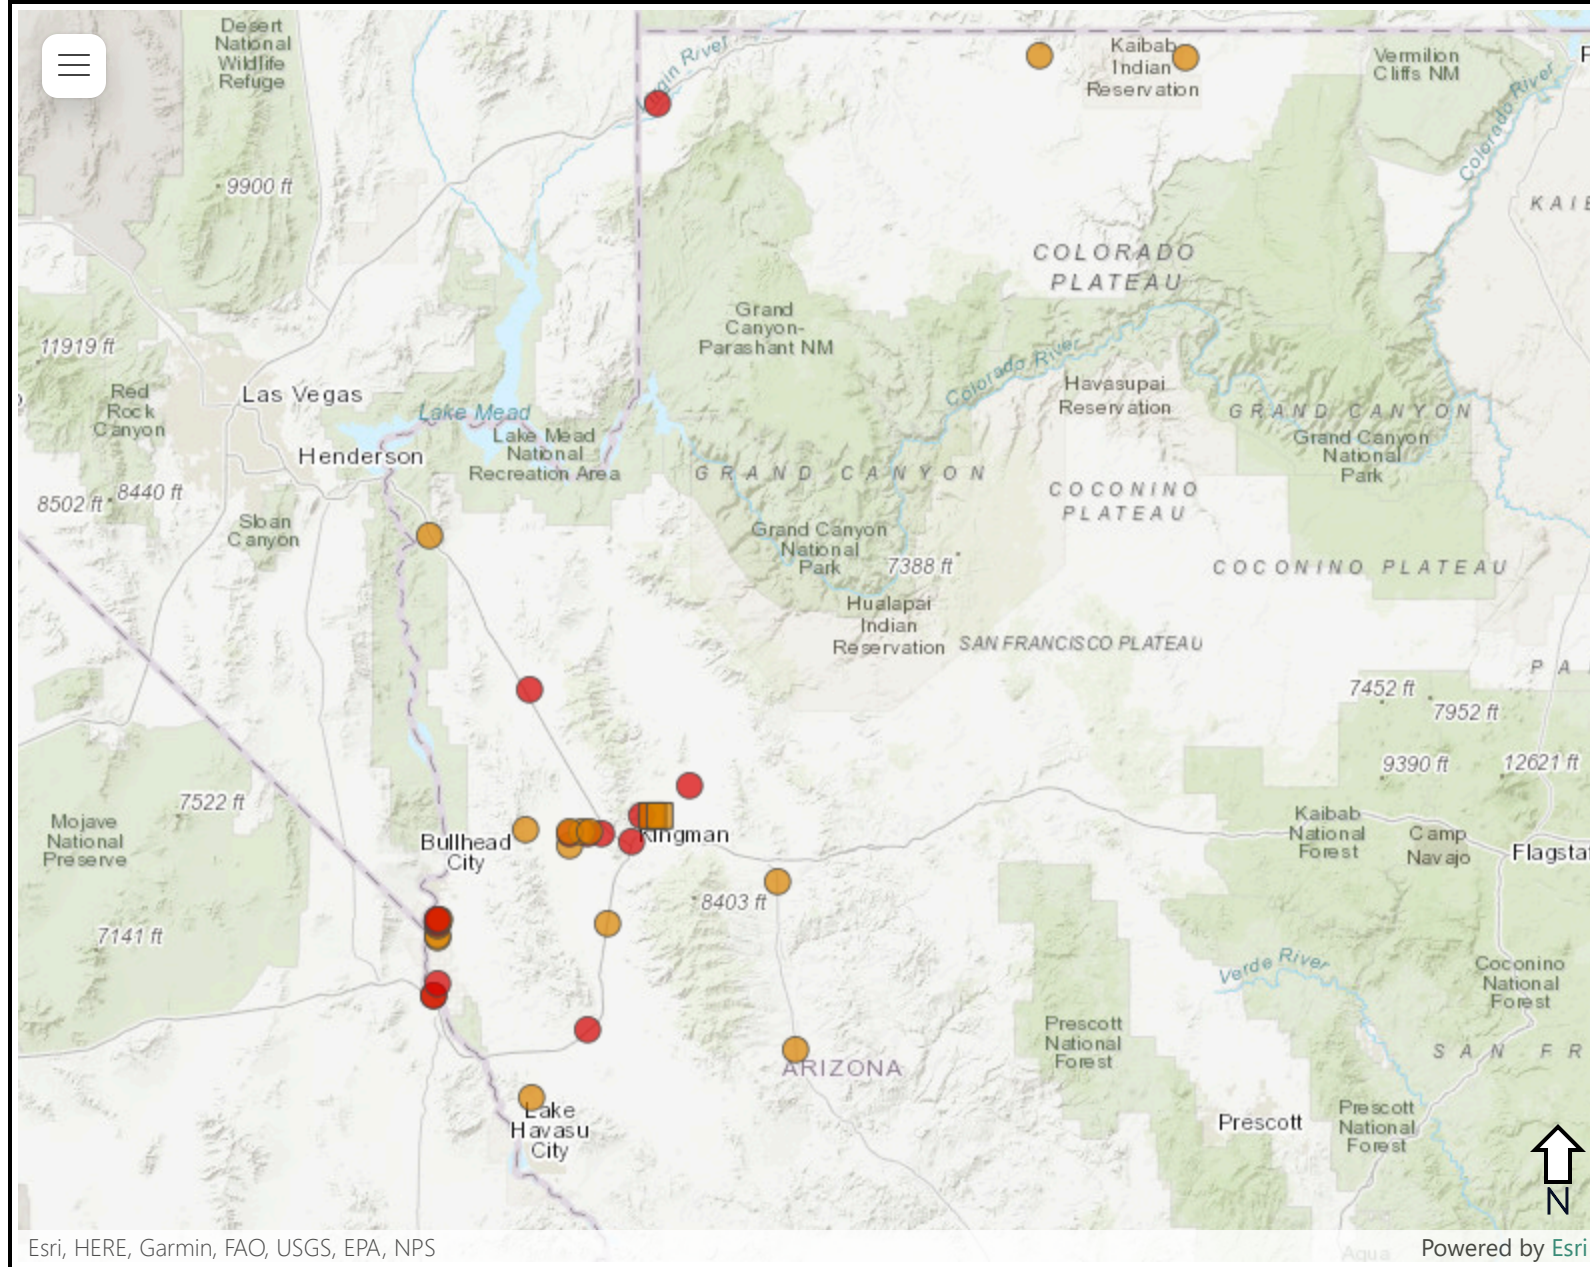 Desert
National
Wildlife
Refuge
Virgin River
Kaibab
Indian
Reservation
Vermilion
Cliffs NM
Colorado River
9900 ft
KAIB
COLORADO
PLATEAU
Grand
Canyon-
Parashant NM
11919 ft
Colorado River
Red
Rock
Canyon
Las Vegas
Lake Mead
Havasupai
Reservation
GRAND CANYON
Grand Canyon
National
Park
Henderson
Lake Mead
National
Recreation Area
GRAND CANYON
8502 ft
8440 ft
COCONINO
PLATEAU
Sloan
Canyon
Grand Canyon
National
Park
7388 ft
COCONINO PLATEAU
Hualapai
Indian
Reservation
SAN FRANCISCO PLATEAU
PA
7452 ft
7952 ft
9390 ft
12621 ft
7522 ft
Mojave
National
Preserve
Bullhead
City
Kingman
Kaibab
National
Forest
Camp
Navajo
Flagsta
8403 ft
7141 ft
Verde River
Coconino
National
Forest
Prescott
National
Forest
SAN FR
ARIZONA
Lake
Havasu
City
Prescott
Prescott
National
Forest
N
Esri, HERE, Garmin, FAO, USGS, EPA, NPS
Powered by Esri
Agua